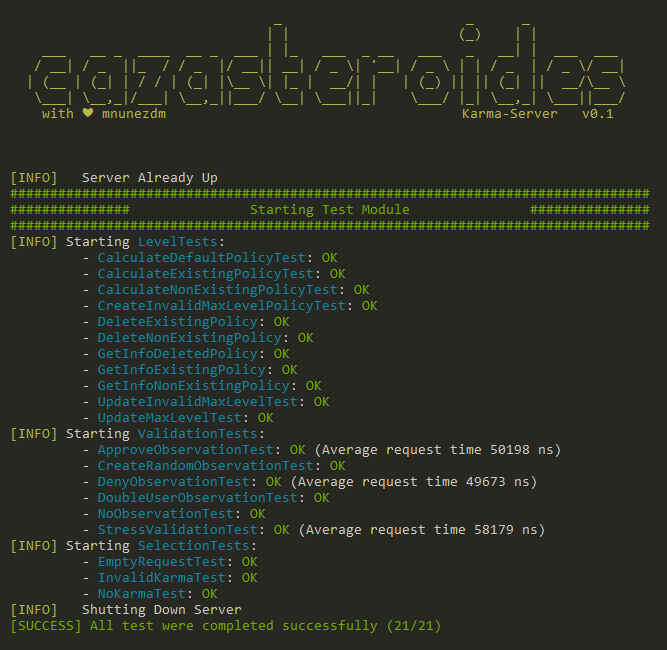 cazasteroides
with ♥ mnunezdm Karma-Server v0.1
[INFO] Server Already Up
################################################################################
############### Starting Test Module ###############
################################################################################
[INFO] Starting LevelTests:
- CalculateDefaultPolicyTest: OK
- CalculateExistingPolicyTest: OK
- CalculateNonExistingPolicyTest: OK
- CreateInvalidMaxLevelPolicyTest: OK
- DeleteExistingPolicy: OK
- DeleteNonExistingPolicy: OK
- GetInfoDeletedPolicy: OK
- GetInfoExistingPolicy: OK
- GetInfoNonExistingPolicy: OK
- UpdateInvalidMaxLevelTest: OK
- UpdateMaxLevelTest: OK
[INFO] Starting ValidationTests:
- ApproveObservationTest: OK (Average request time 50198 ns)
- CreateRandomObservationTest: OK
- DenyObservationTest: OK (Average request time 49673 ns)
- DoubleUserObservationTest: OK
- NoObservationTest: OK
- StressValidationTest: OK (Average request time 58179 ns)
[INFO] Starting SelectionTests:
- EmptyRequestTest: OK
- InvalidKarmaTest: OK
- NoKarmaTest: OK
[INFO] Shutting Down Server
[SUCCESS] All test were completed successfully (21/21)